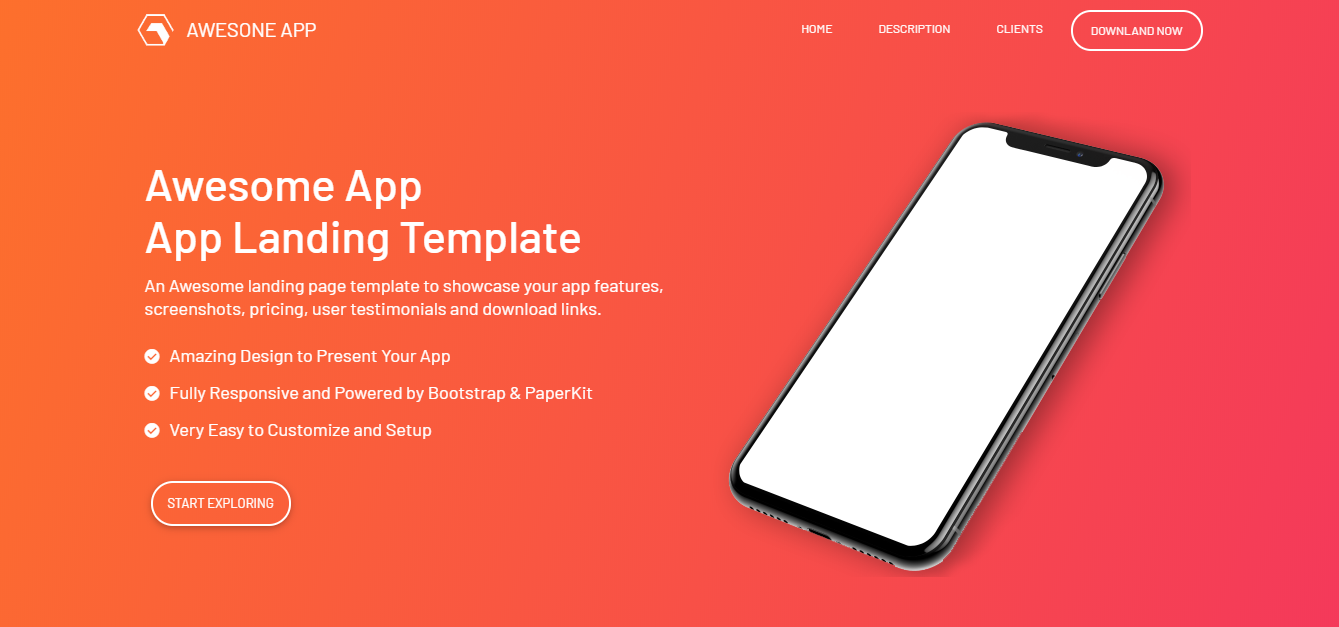 AWESONE APP
HOME
DESCRIPTION
CLIENTS
DOWNLAND NOW
Awesome App
App Landing Template
An Awesome landing page template to showcase your app features,
screenshots, pricing, user testimonials and download links.
Amazing Design to Present Your App
Fully Responsive and Powered by Bootstrap & PaperKit
Very Easy to Customize and Setup
START EXPLORING